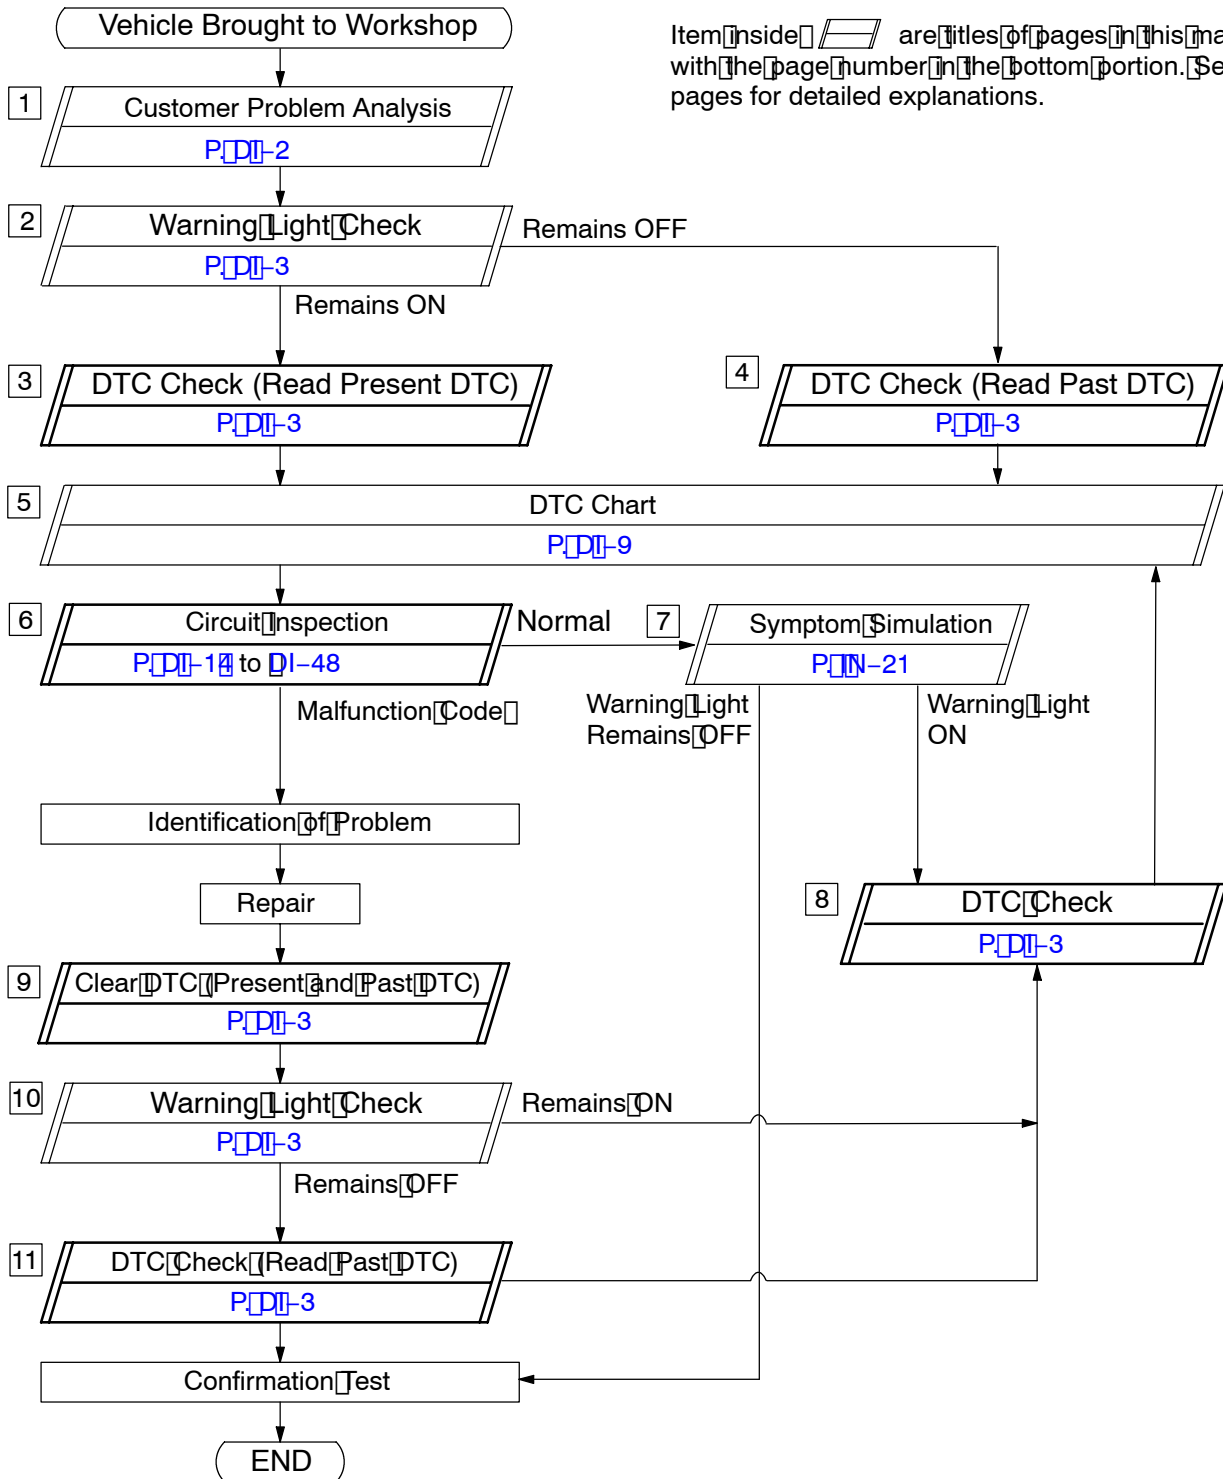 Vehicle Brought to Workshop
Item inside are titles of pages in this ma
with the page number in the bottom portion. Se
pages for detailed explanations.
1
Customer Problem Analysis
P. DI–2
2
Warning Light Check
P. DI–3
Remains OFF
Remains ON
3
DTC Check (Read Present DTC)
P. DI–3
4
DTC Check (Read Past DTC)
P. DI–3
5
DTC Chart
P. DI–9
6
Circuit Inspection
P. DI–14 to DI–48
Normal
7
Symptom Simulation
P. IN–21
Malfunction Code
Warning Light
Remains OFF
Warning Light
ON
Identification of Problem
Repair
8
DTC Check
P. DI–3
9
Clear DTC (Present and Past DTC)
P. DI–3
10
Warning Light Check
P. DI–3
Remains ON
Remains OFF
11
DTC Check (Read Past DTC)
P. DI–3
Confirmation Test
END